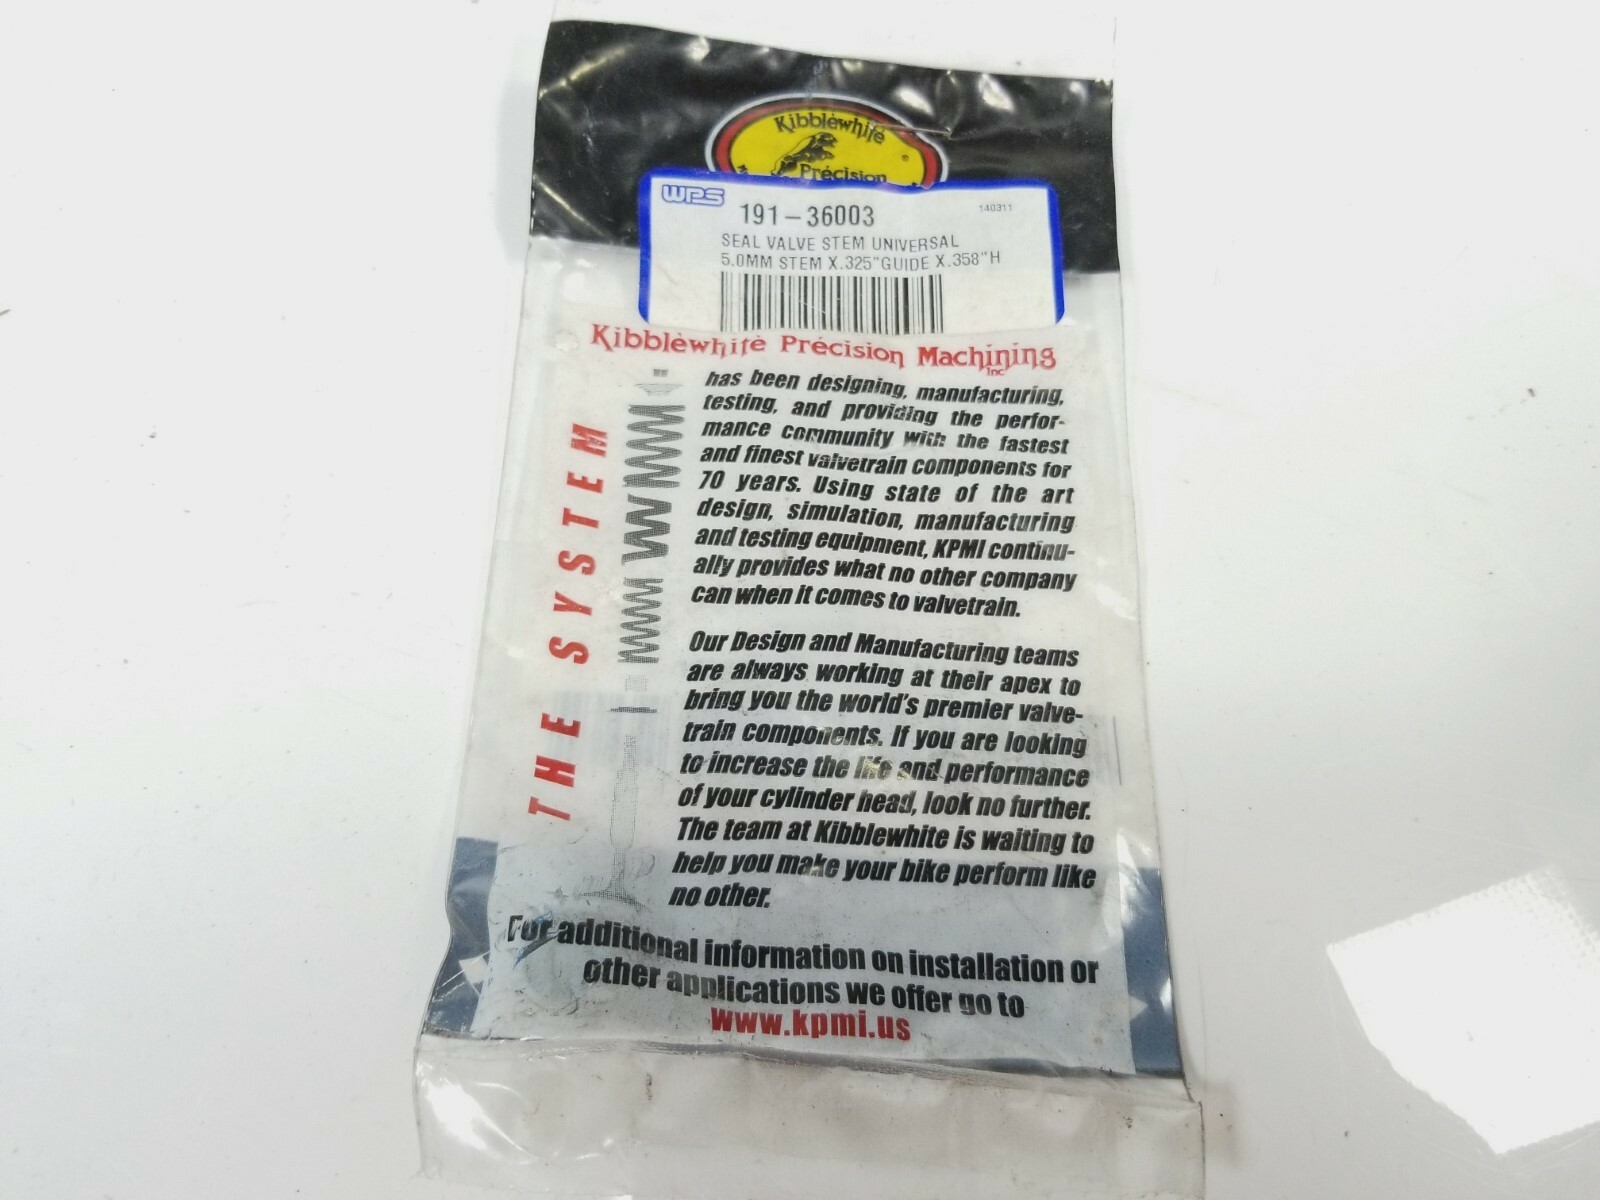 Kibblewhite
Precision
WPS
191-36003
140311
SEAL VALVE STEM UNIVERSAL
5.0MM STEM X.325"GUIDE X.358"H
Kibblewhite Precision Machining
Inc
THE SYSTEM
has been designing, manufacturing,
testing, and providing the perfor-
mance community with the fastest
and finest valvetrain components for
70 years. Using state of the art
design, simulation, manufacturing
and testing equipment, KPMI continu-
ally provides what no other company
can when it comes to valvetrain.
Our Design and Manufacturing teams
are always working at their apex to
bring you the world's premier valve-
train components. If you are looking
to increase the life and performance
of your cylinder head, look no further.
The team at Kibblewhite is waiting to
help you make your bike perform like
no other.
For additional information on installation or
other applications we offer go to
www.kpmi.us